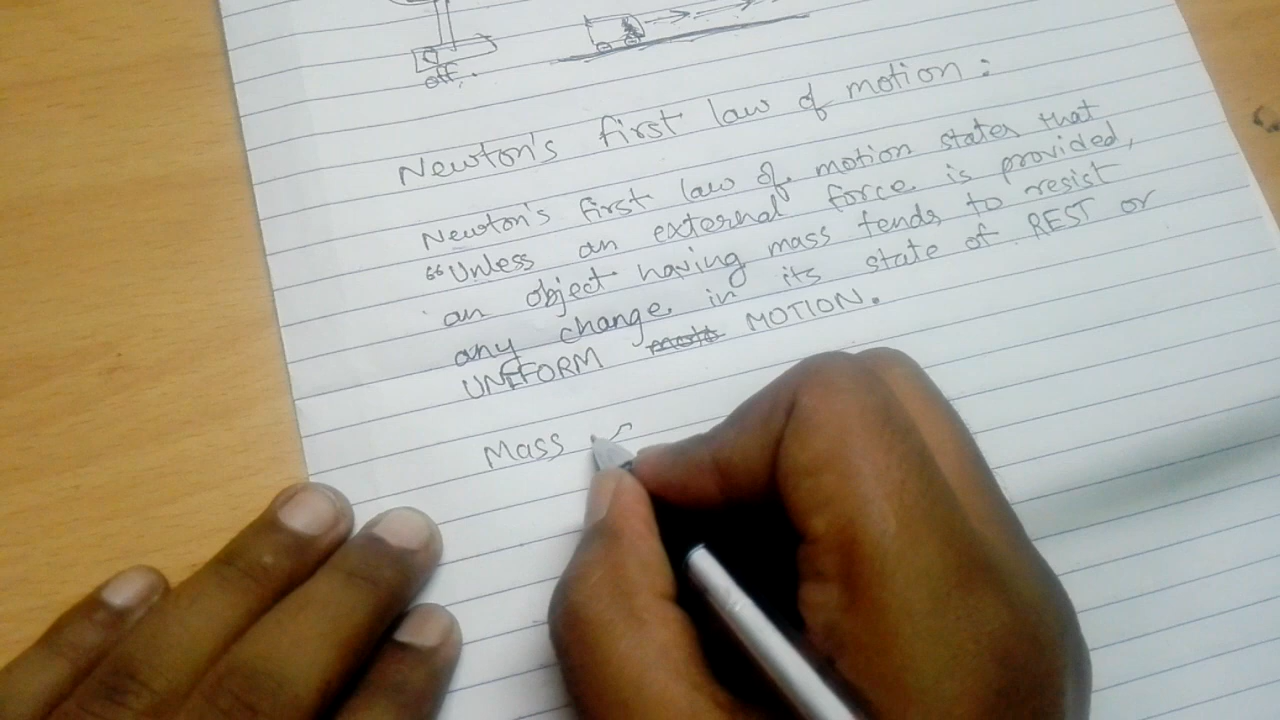 off.
Newton's first law of motion:
Newton's first law of motion states that
“Unless an external force is provided,
an object having mass tends to resist
any change in its state of REST or
UNIFORM MOTION.
Mass